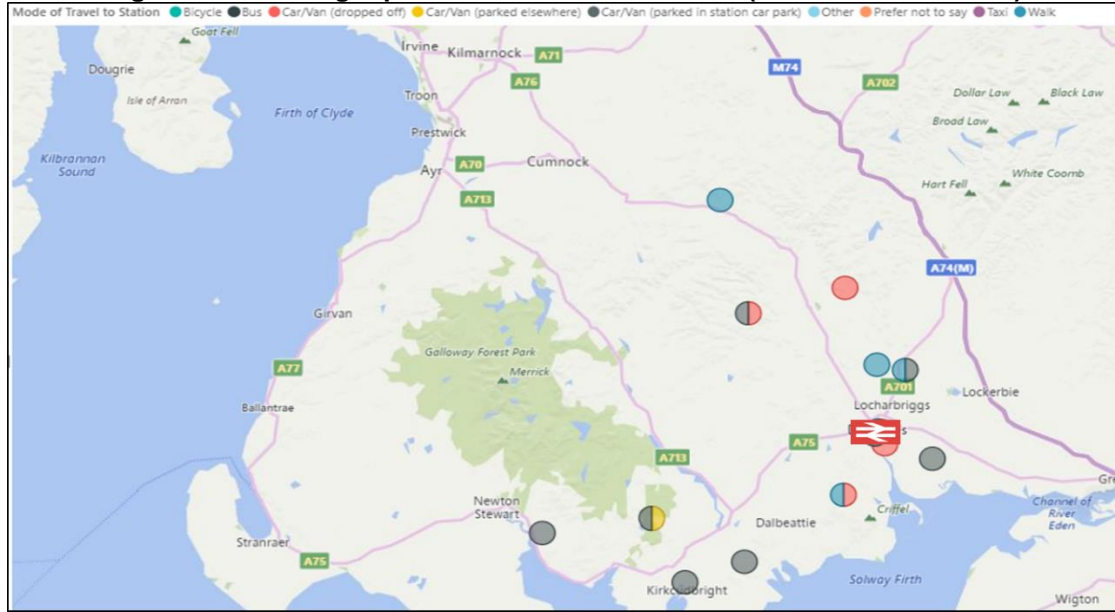 Mode of Travel to Station Bicycle Bus Car/Van (dropped off) Car/Van (parked elsewhere) Car/Van (parked in station car park) Other Prefer not to say Taxi Walk
Goat Fell
Irvine
Kilmarnock
A71
Dougrie
M74
A76
A702
Isle of Arran
Troon
Dollar Law
Black Law
Firth of Clyde
Broad Law
Prestwick
Kilbrannan
Sound
A70
Cumnock
Ayr
White Coomb
Hart Fell
A713
A74(M)
Girvan
Galloway Forest Park
Merrick
A77
A701
Lockerbie
Ballantrae
Locharbriggs
A75
A713
Newton
Stewart
Channel of
River
Eden
Criffel
Dalbeattie
Stranraer
A75
Solway Firth
Kirkcudbright
Wigton